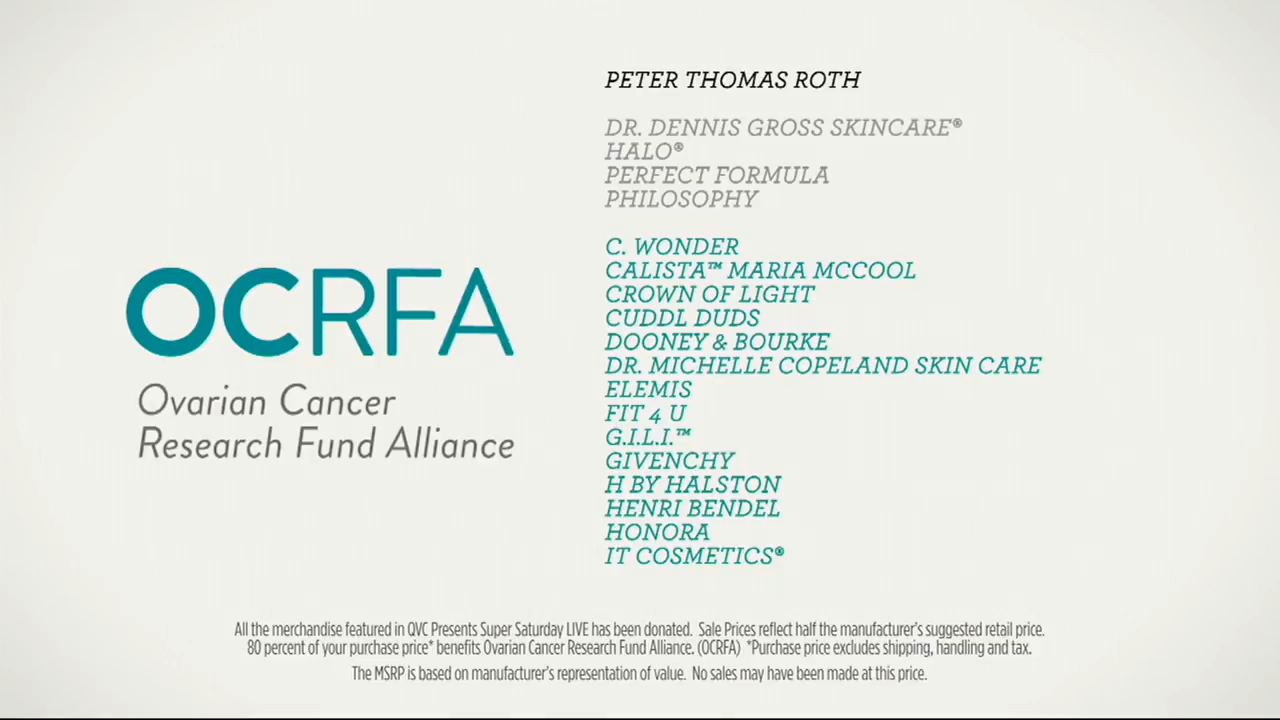 OCRFA
Ovarian Cancer
Research Fund Alliance
PETER THOMAS ROTH
DR. DENNIS GROSS SKINCARE®
HALO®
PERFECT FORMULA
PHILOSOPHY
C. WONDER
CALISTA™ MARIA MCCOOL
CROWN OF LIGHT
CUDDL DUDS
DOONEY & BOURKE
DR. MICHELLE COPELAND SKIN CARE
ELEMIS
FIT 4 U
G.I.L.I.™
GIVENCHY
H BY HALSTON
HENRI BENDEL
HONORA
IT COSMETICS®
All the merchandise featured in QVC Presents Super Saturday LIVE has been donated. Sale Prices reflect half the manufacturer's suggested retail price.
80 percent of your purchase price* benefits Ovarian Cancer Research Fund Alliance. (OCRFA) *Purchase price excludes shipping, handling and tax.
The MSRP is based on manufacturer's representation of value. No sales may have been made at this price.